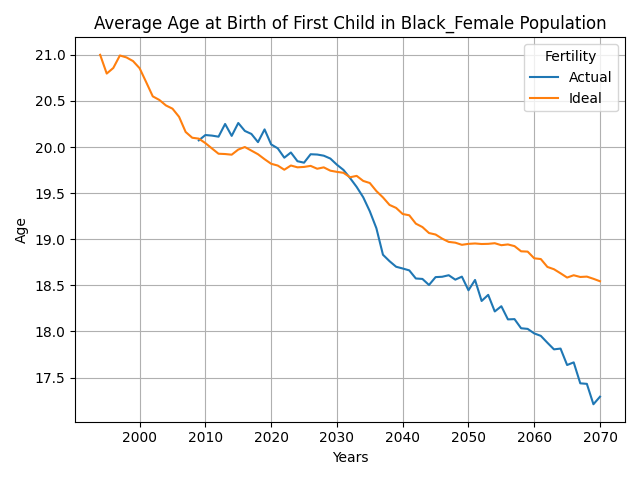 Average Age at Birth of First Child in Black_Female Population
Fertility
Actual
Ideal
Age
21.0
20.5
20.0
19.5
19.0
18.5
18.0
17.5
2000 2010 2020 2030 2040 2050 2060 2070
Years